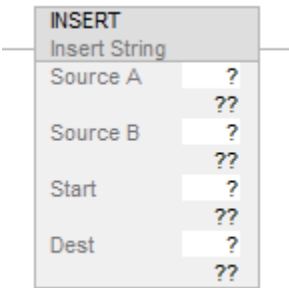 INSERT
Insert String
Source A ?
??
Source B ?
??
Start ?
??
Dest ?
??